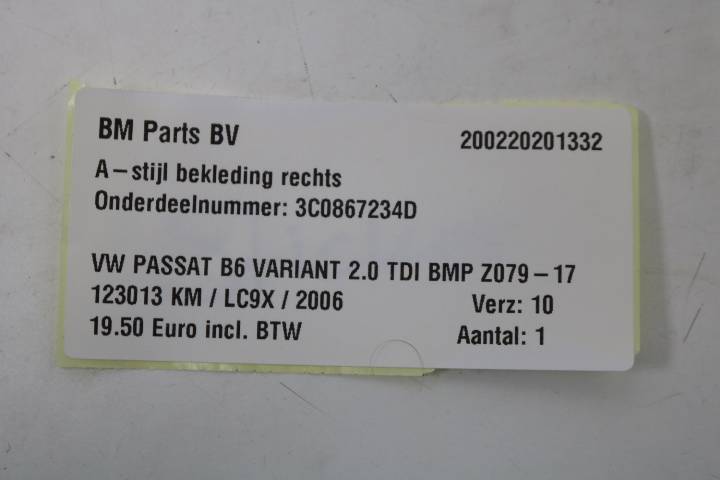 BM Parts BV 200220201332
A-stijl bekleding rechts
Onderdeelnummer: 3C0867234D
VW PASSAT B6 VARIANT 2.0 TDI BMP Z079-17
123013 KM / LC9X / 2006 Verz: 10
19.50 Euro incl. BTW Aantal: 1